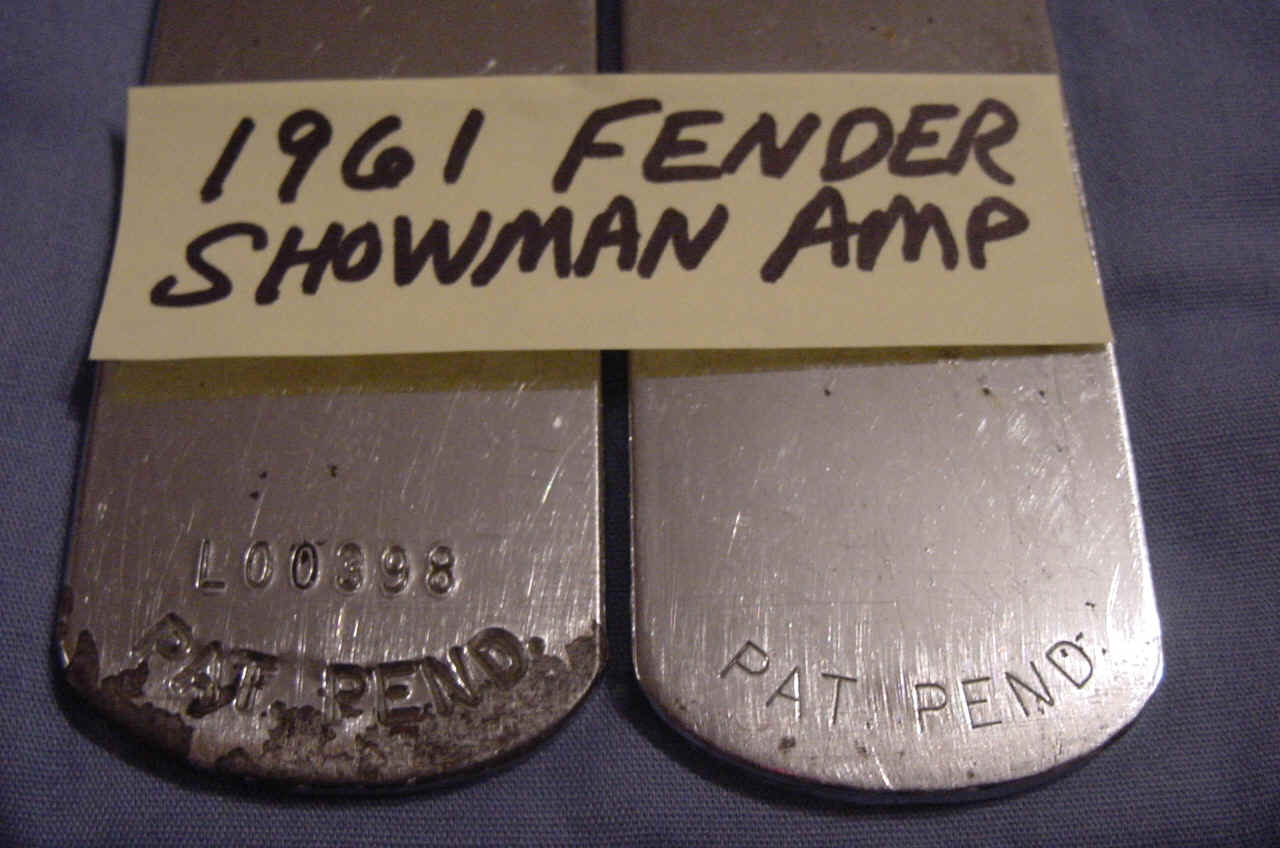 1961 FENDER
SHOWMAN AMP
L00398
PAT. PEND.
PAT. PEND.